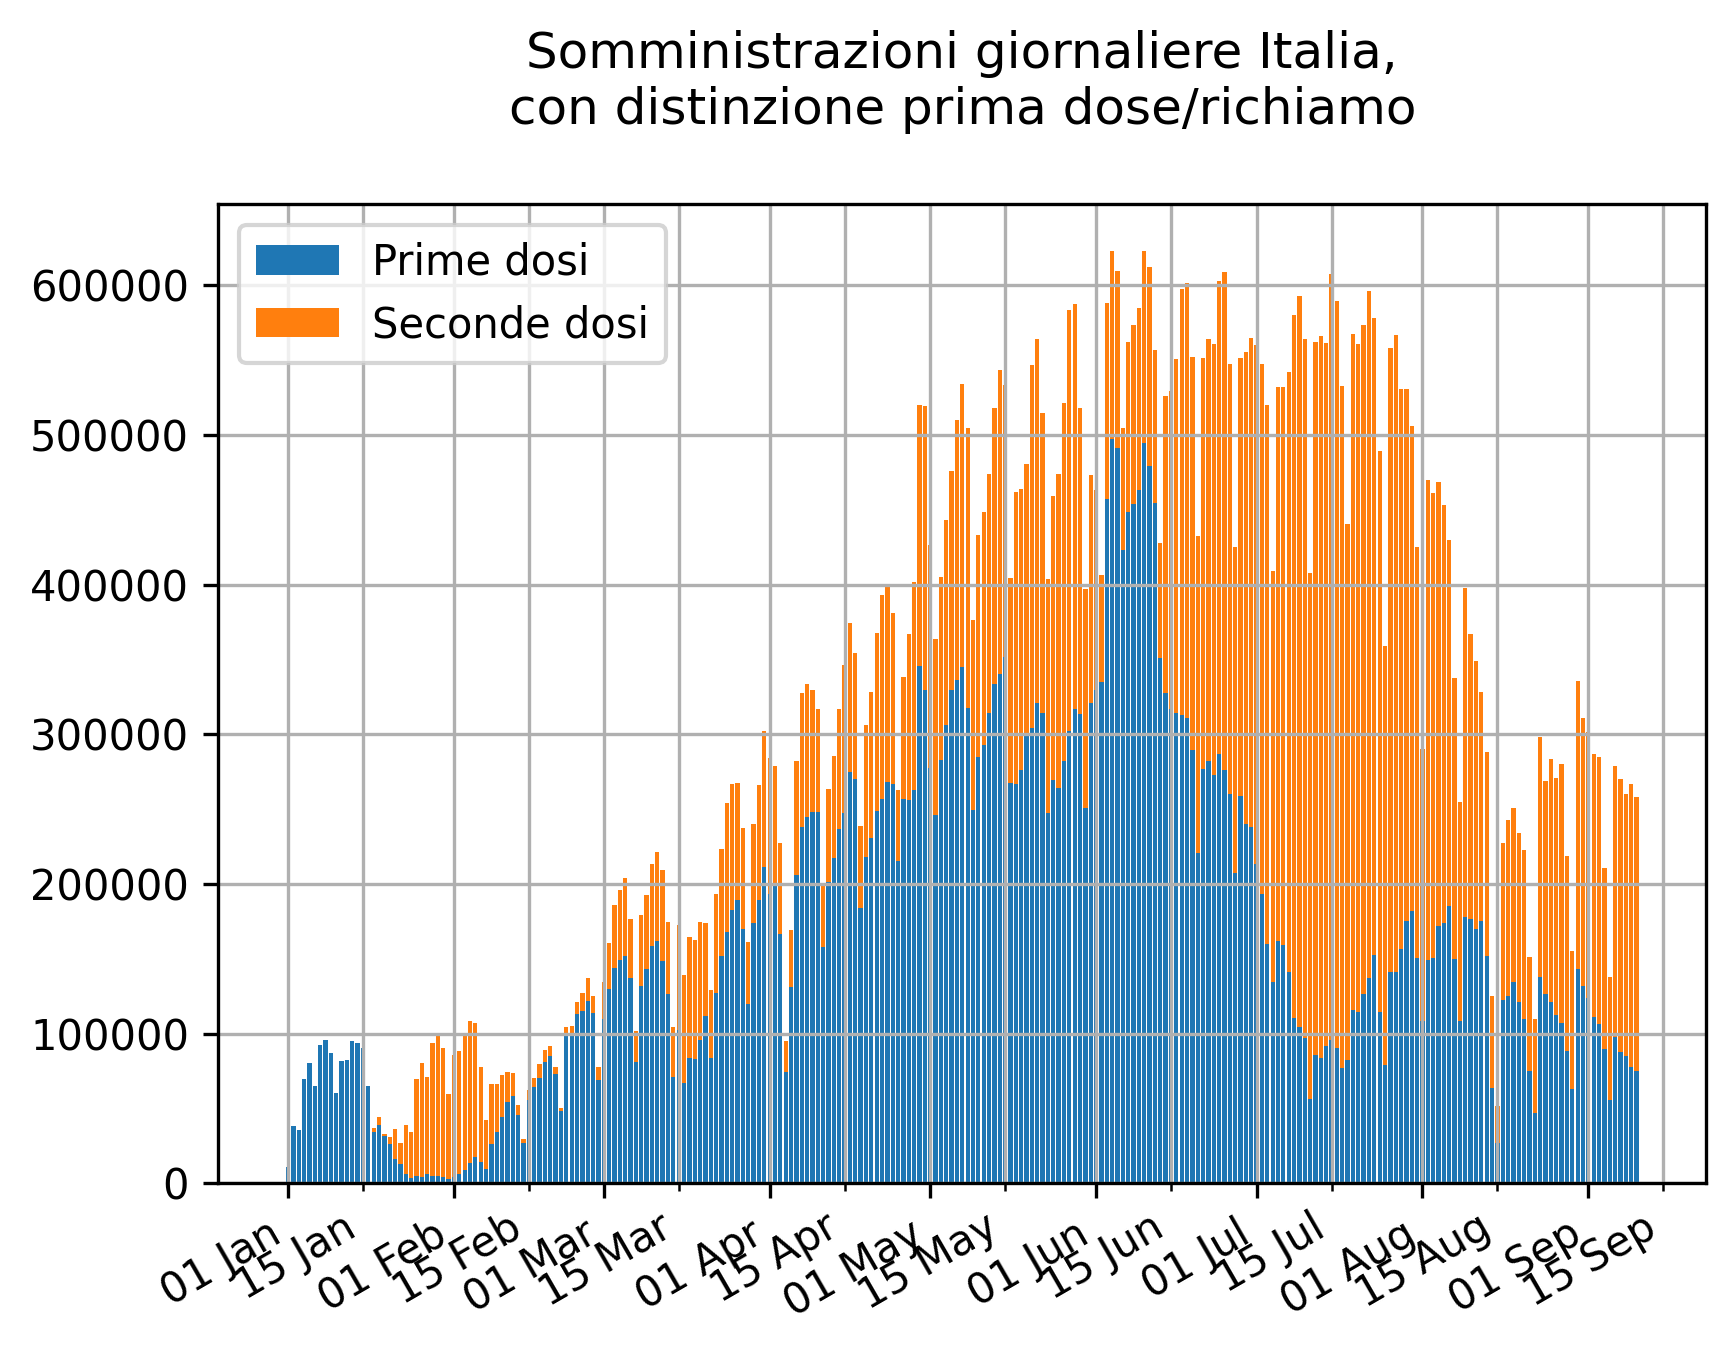 Somministrazioni giornaliere Italia,
con distinzione prima dose/richiamo
Prime dosi
Seconde dosi
600000
500000
400000
300000
200000
100000
0
01 Jan
15 Jan
01 Feb
15 Feb
01 Mar
15 Mar
01 Apr
15 Apr
01 May
15 May
01 Jun
15 Jun
01 Jul
15 Jul
01 Aug
15 Aug
01 Sep
15 Sep